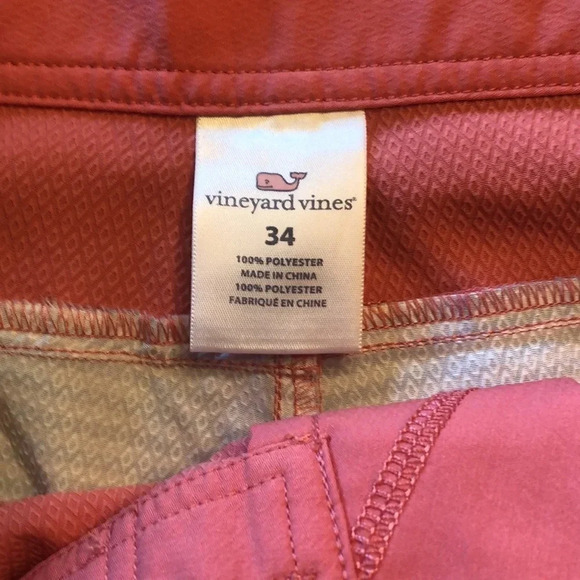 vineyard vines®
34
100% POLYESTER
MADE IN CHINA
100% POLYESTER
FABRIQUÉ EN CHINE